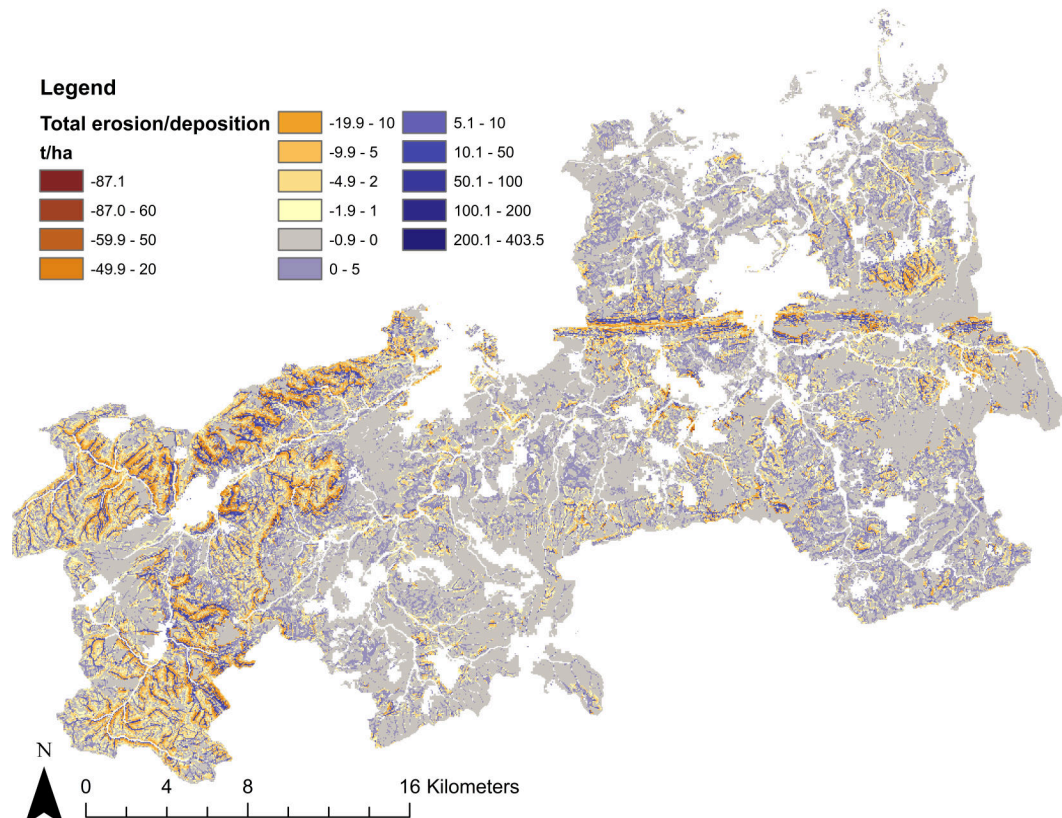 Legend
Total erosion/deposition
t/ha
-87.1
-87.0 - 60
-59.9 - 50
-49.9 - 20
-19.9 - 10
-9.9 - 5
-4.9 - 2
-1.9 - 1
-0.9 - 0
0 - 5
5.1 - 10
10.1 - 50
50.1 - 100
100.1 - 200
200.1 - 403.5
N
0 4 8 16 Kilometers